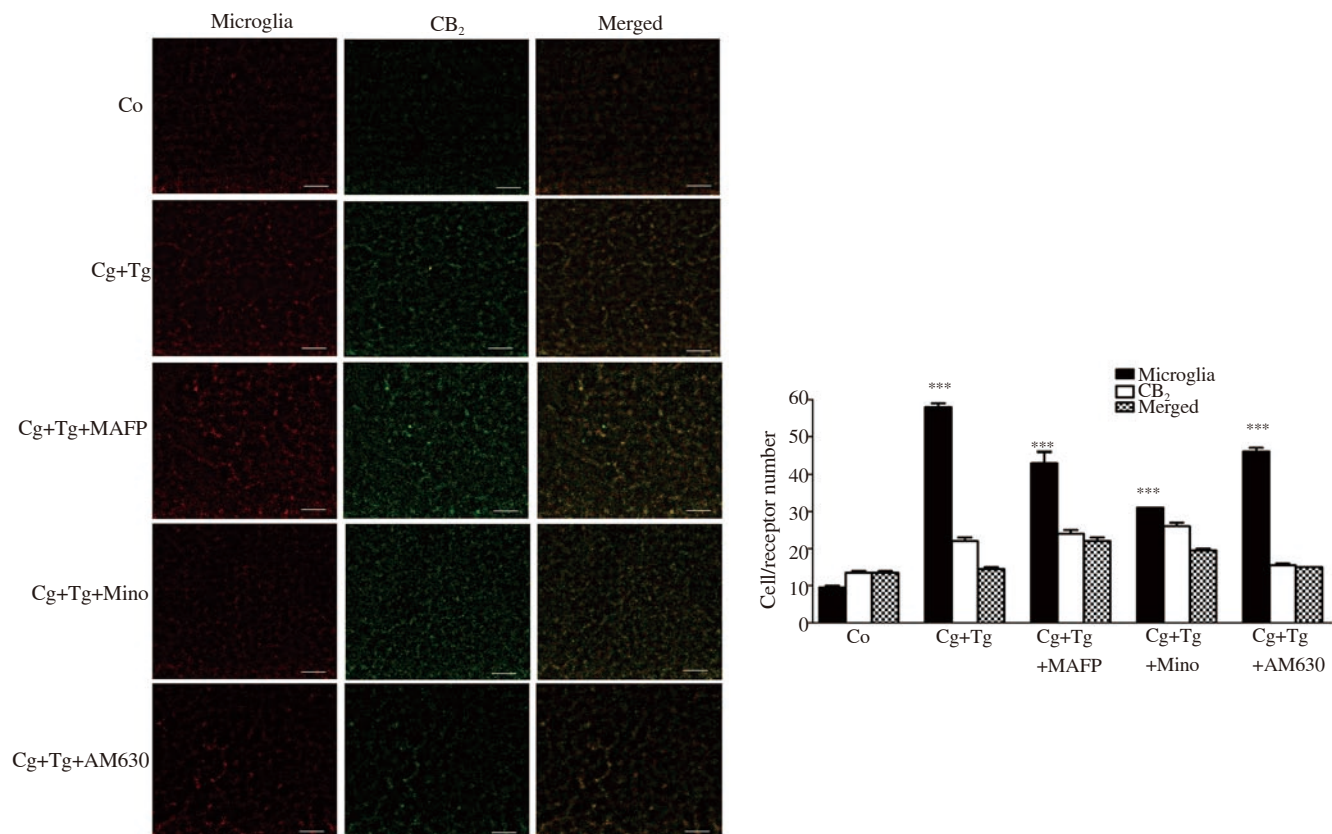 Microglia
CB₂
Merged
Co
Cg+Tg
Cg+Tg+MAFP
Cg+Tg+Mino
Cg+Tg+AM630
Microglia
CB₂
Merged
Cell/receptor number
60
50
40
30
20
10
0
***
***
***
***
Co
Cg+Tg
Cg+Tg
+MAFP
Cg+Tg
+Mino
Cg+Tg
+AM630